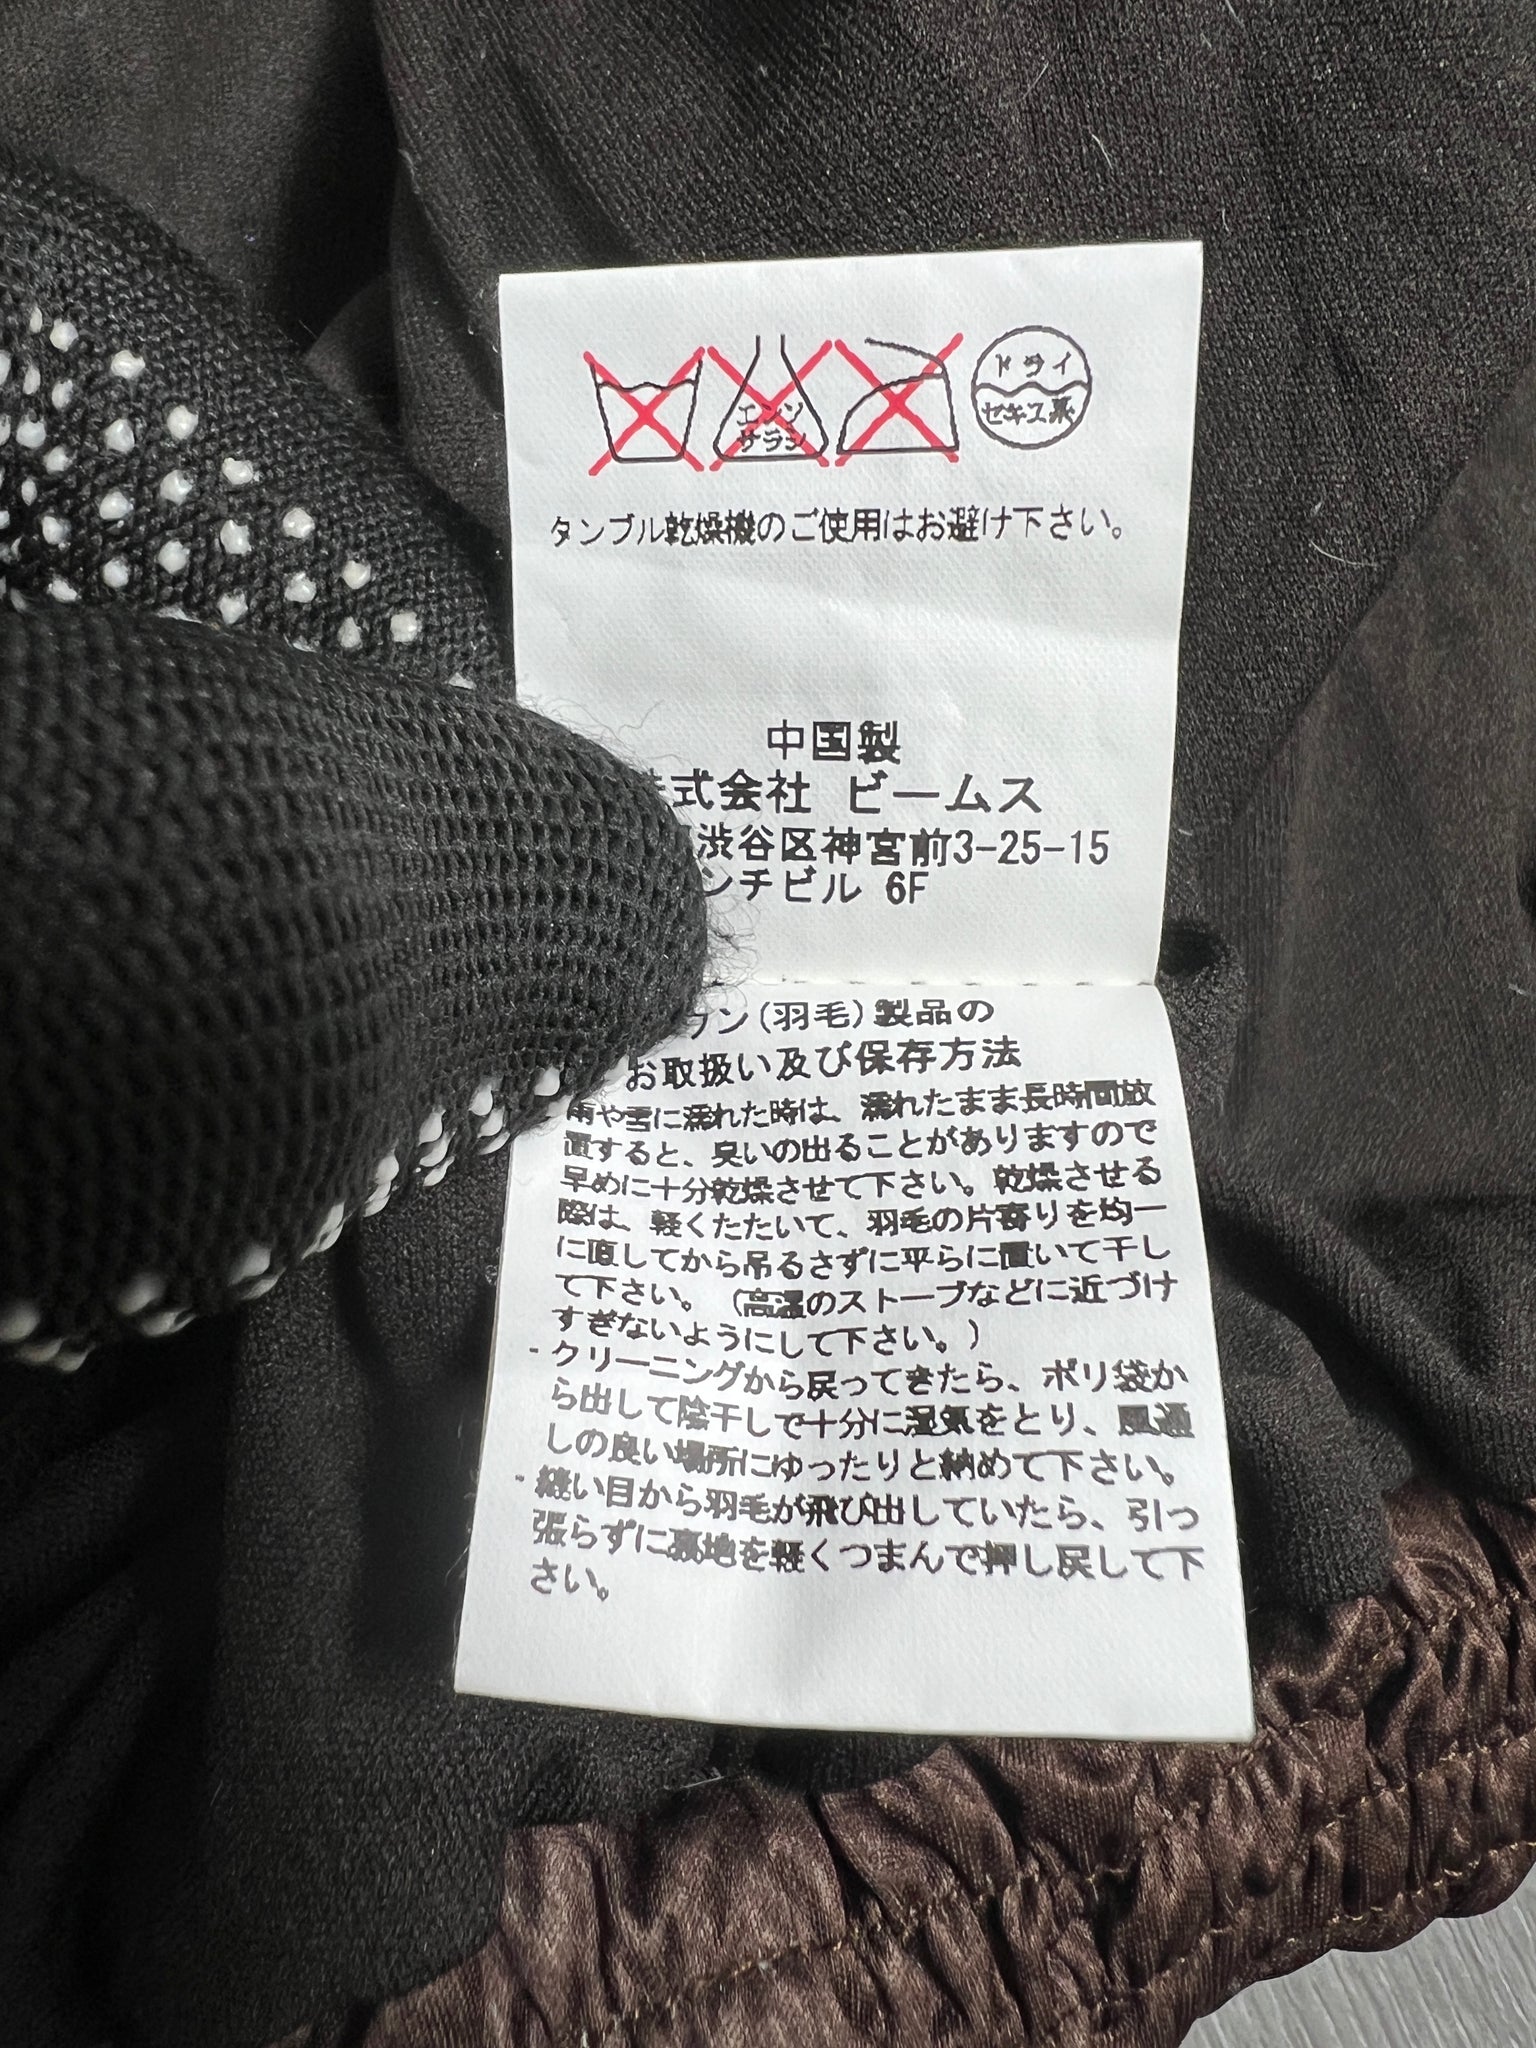 ドライ
エンソ
サラシ
セキユ系
タンブル乾燥機のご使用はお避け下さい。
中国製
式会社 ビームス
渋谷区神宮前3-25-15
ンチビル 6F
ウン(羽毛)製品の
お取扱い及び保存方法
雨や雪に濡れた時は、濡れたまま長時間放
置すると、臭いの出ることがありますので
早めに十分乾燥させて下さい。乾燥させる
際は、軽くたたいて、羽毛の片寄りを均一
に直してから吊るさずに平らに置いて干し
て下さい。(高温のストーブなどに近づけ
すぎないようにして下さい。)
・クリーニングから戻ってきたら、ポリ袋か
ら出して陰干しで十分に湿気をとり、風通
しの良い場所にゆったりと納めて下さい。
・縫い目から羽毛が飛び出していたら、引っ
張らずに裏地を軽くつまんで押し戻して下
さい。